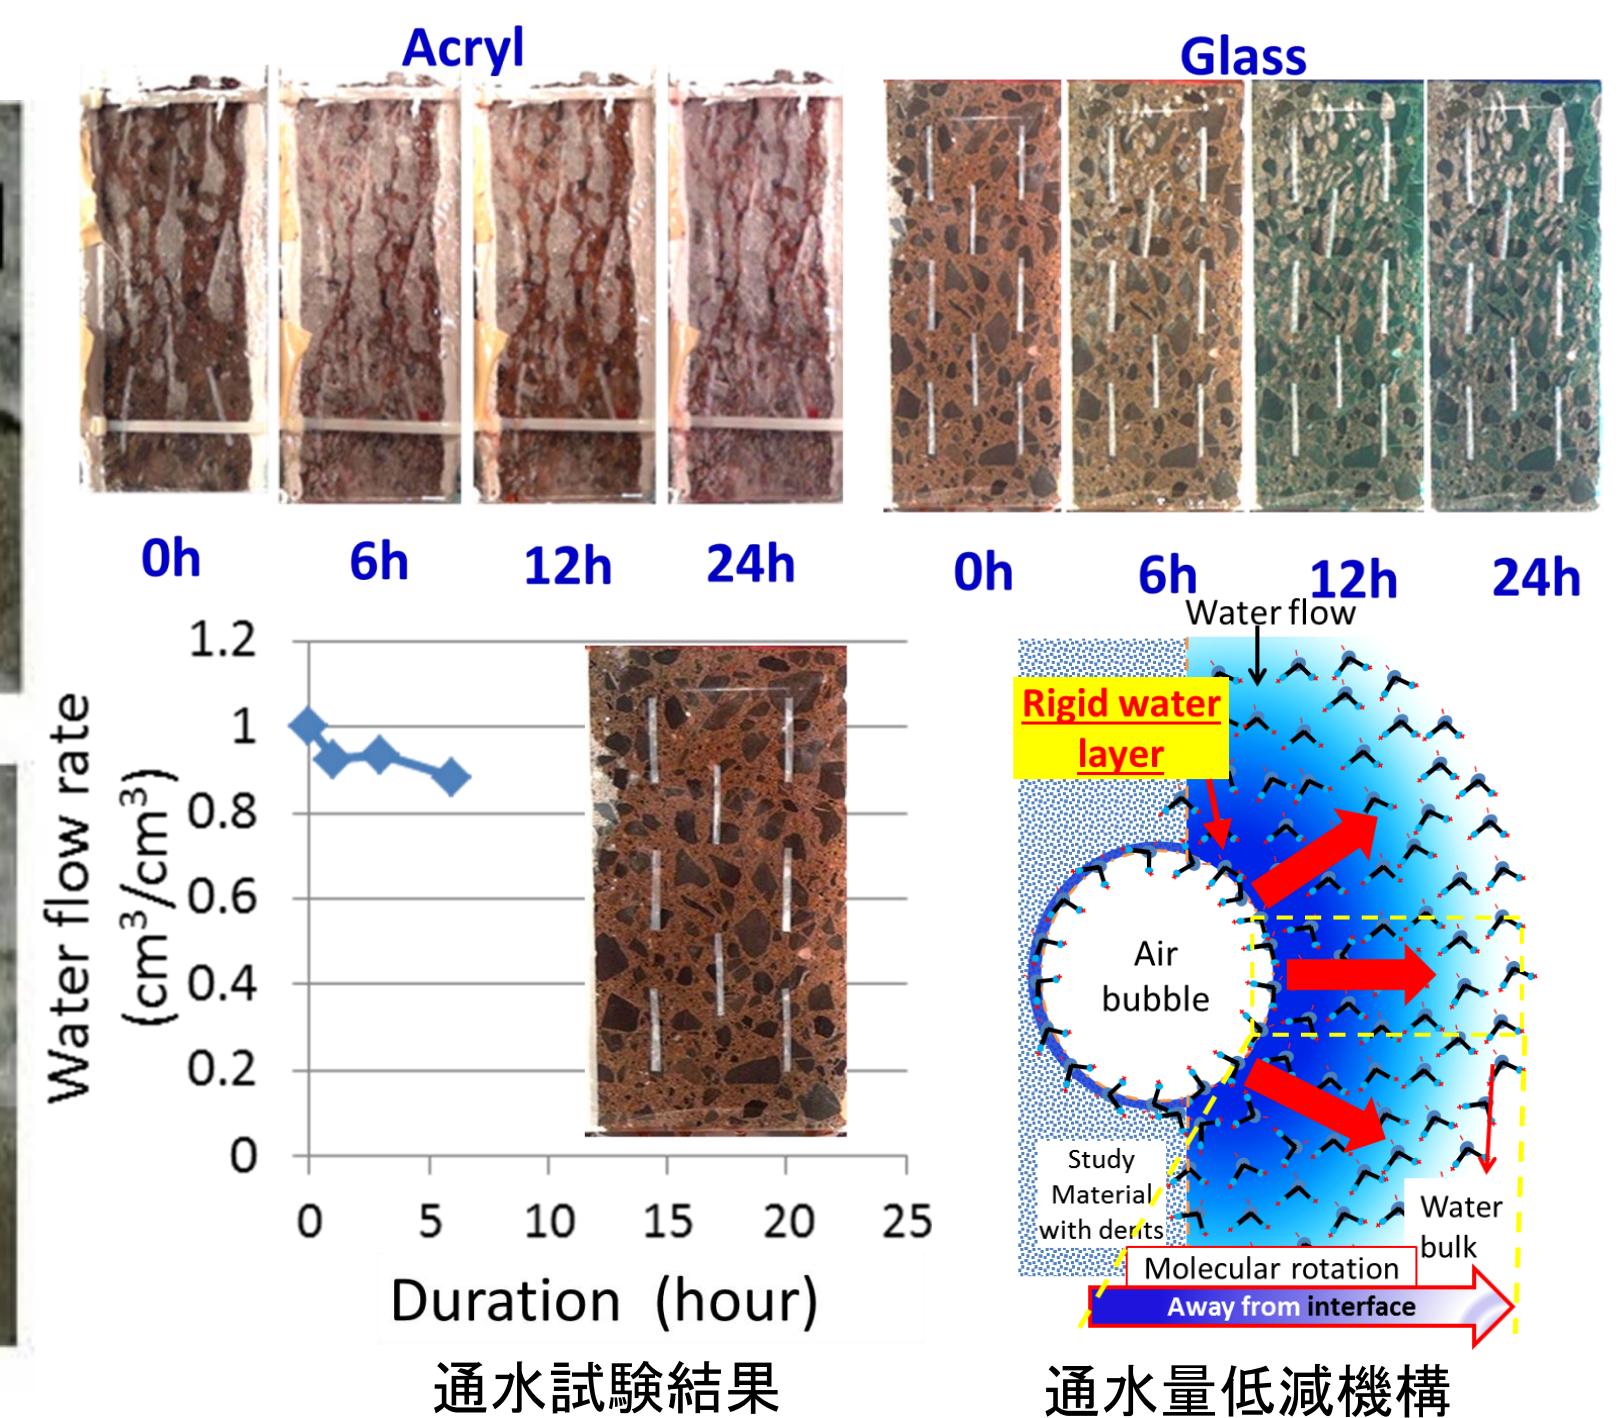 Acryl
Glass
0h
6h
12h
24h
0h
6h
12h
24h
1.2
1
0.8
0.6
0.4
0.2
0
Water flow rate
(cm³/cm³)
0
5
10
15
20
25
Duration (hour)
通水試験結果
Water flow
Rigid water
layer
Air
bubble
Study
Material
with dents
Water
bulk
Molecular rotation
Away from interface
通水量低減機構